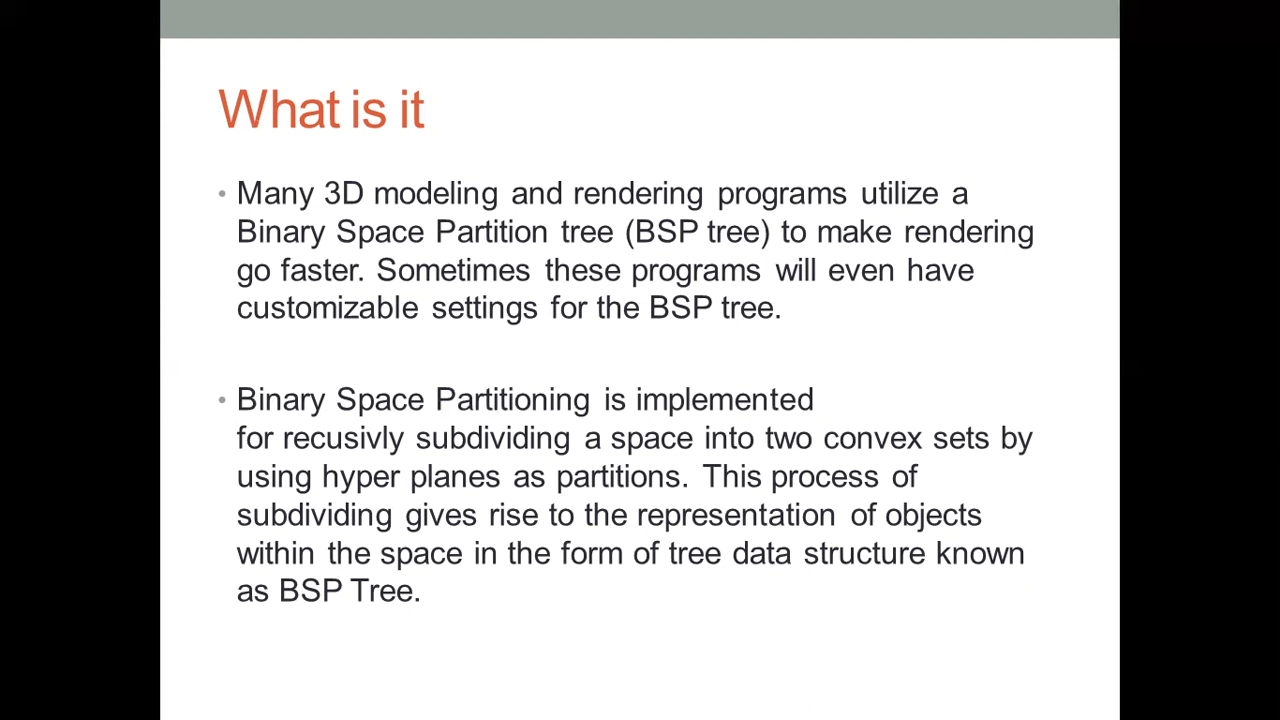 What is it
• Many 3D modeling and rendering programs utilize a
Binary Space Partition tree (BSP tree) to make rendering
go faster. Sometimes these programs will even have
customizable settings for the BSP tree.
• Binary Space Partitioning is implemented
for recusivly subdividing a space into two convex sets by
using hyper planes as partitions. This process of
subdividing gives rise to the representation of objects
within the space in the form of tree data structure known
as BSP Tree.